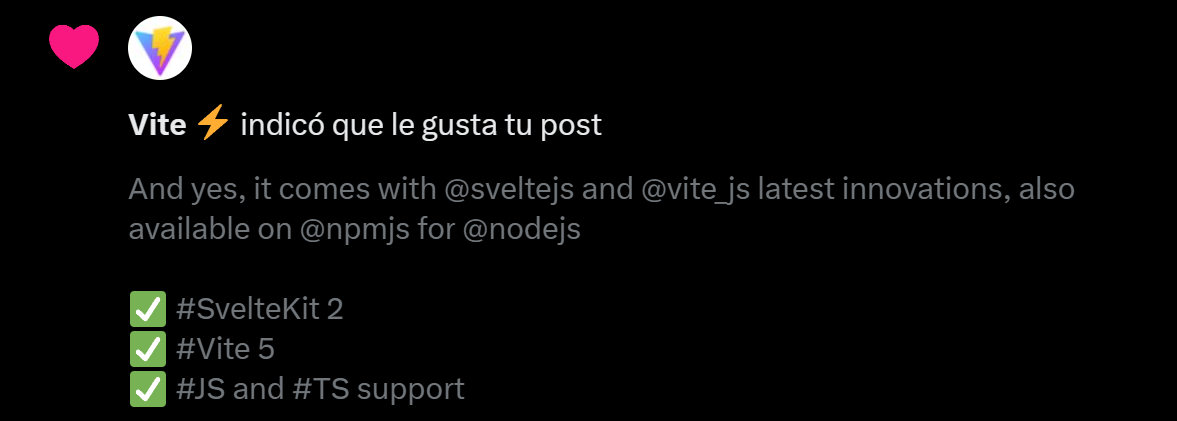 Vite ⚡ indicó que le gusta tu post
And yes, it comes with @sveltejs and @vite_js latest innovations, also
available on @npmjs for @nodejs
✅ #SvelteKit 2
✅ #Vite 5
✅ #JS and #TS support